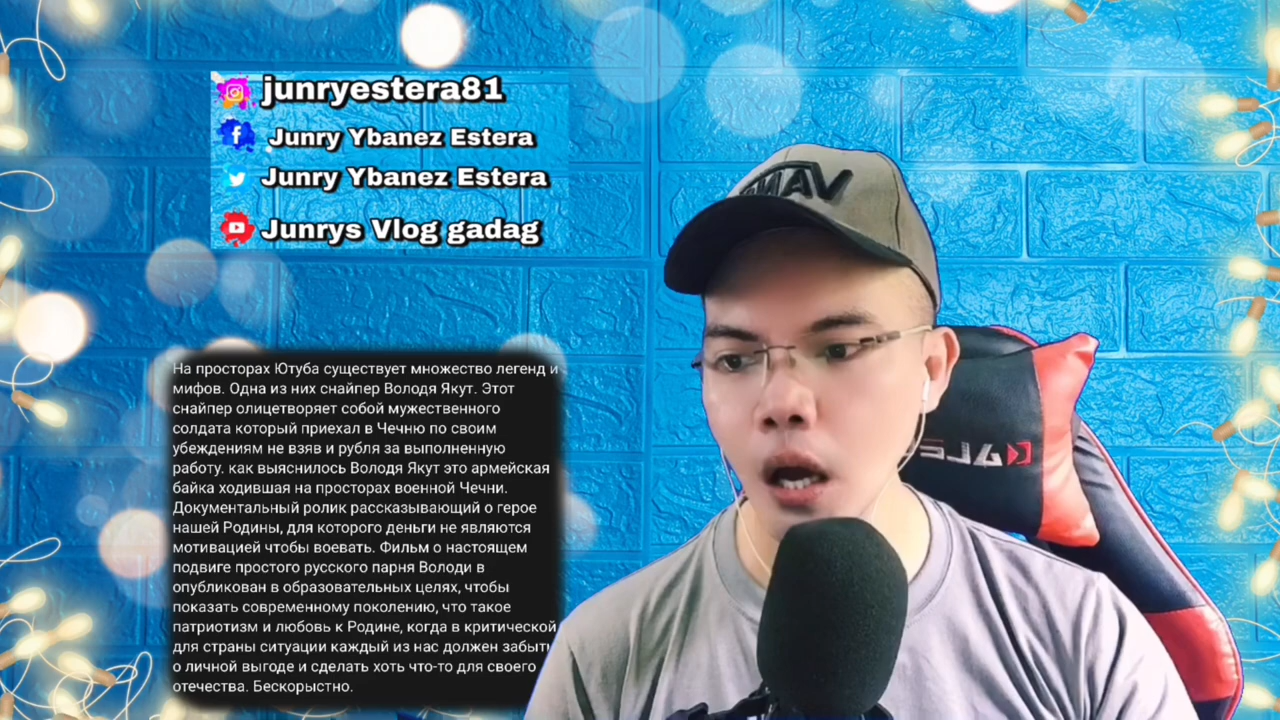 junryestera81
Junry Ybanez Estera
Junry Ybanez Estera
Junrys Vlog gadag
VANS
На просторах Ютуба существует множество легенд и
мифов. Одна из них снайпер Володя Якут. Этот
снайпер олицетворяет собой мужественного
солдата который приехал в Чечню по своим
убеждениям не взяв и рубля за выполненную
работу. как выяснилось Володя Якут это армейская
байка ходившая на просторах военной Чечни.
Документальный ролик рассказывающий о герое
нашей Родины, для которого деньги не являются
мотивацией чтобы воевать. Фильм о настоящем
подвиге простого русского парня Володи в
опубликован в образовательных целях, чтобы
показать современному поколению, что такое
патриотизм и любовь к Родине, когда в критической
для страны ситуации каждый из нас должен забыть
о личной выгоде и сделать хоть что-то для своего
отечества. Бескорыстно.